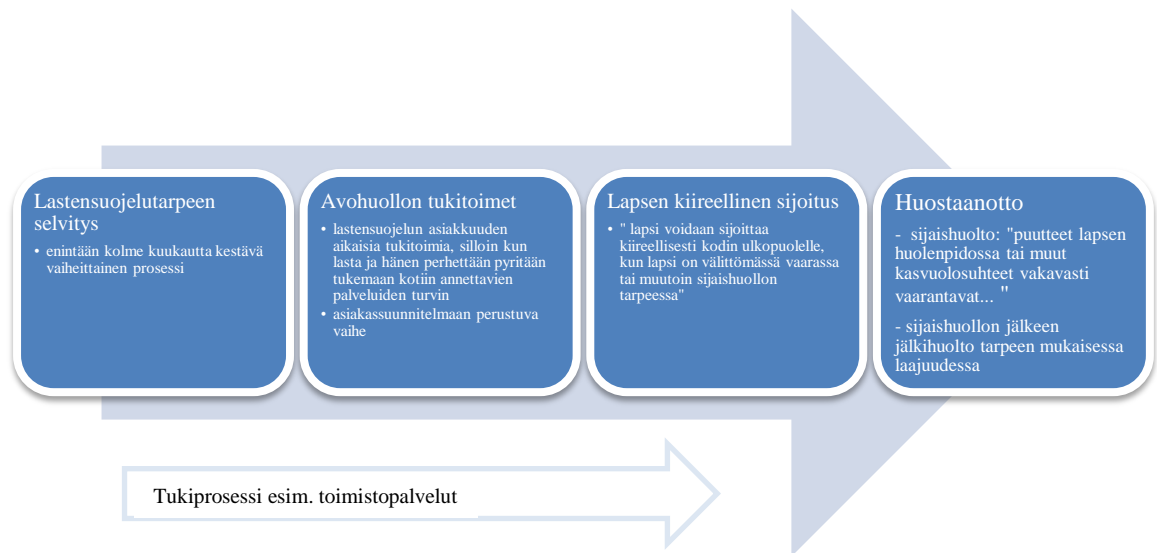 Lastensuojelutarpeen
selvitys
• enintään kolme kuukautta kestävä
vaiheittainen prosessi
Avohuollon tukitoimet
• lastensuojelun asiakkuuden
aikaisia tukitoimia, silloin kun
lasta ja hänen perhettään pyritään
tukemaan kotiin annettavien
palveluiden turvin
• asiakassuunnitelmaan perustuva
vaihe
Lapsen kiireellinen sijoitus
• " lapsi voidaan sijoittaa
kiireellisesti kodin ulkopuolelle,
kun lapsi on välittömässä vaarassa
tai muutoin sijaishuollon
tarpeessa"
Huostaanotto
- sijaishuolto: "puutteet lapsen
huolenpidossa tai muut
kasvuolosuhteet vakavasti
vaarantavat... "
- sijaishuollon jälkeen
jälkihuolto tarpeen mukaisessa
laajuudessa
Tukiprosessi esim. toimistopalvelut